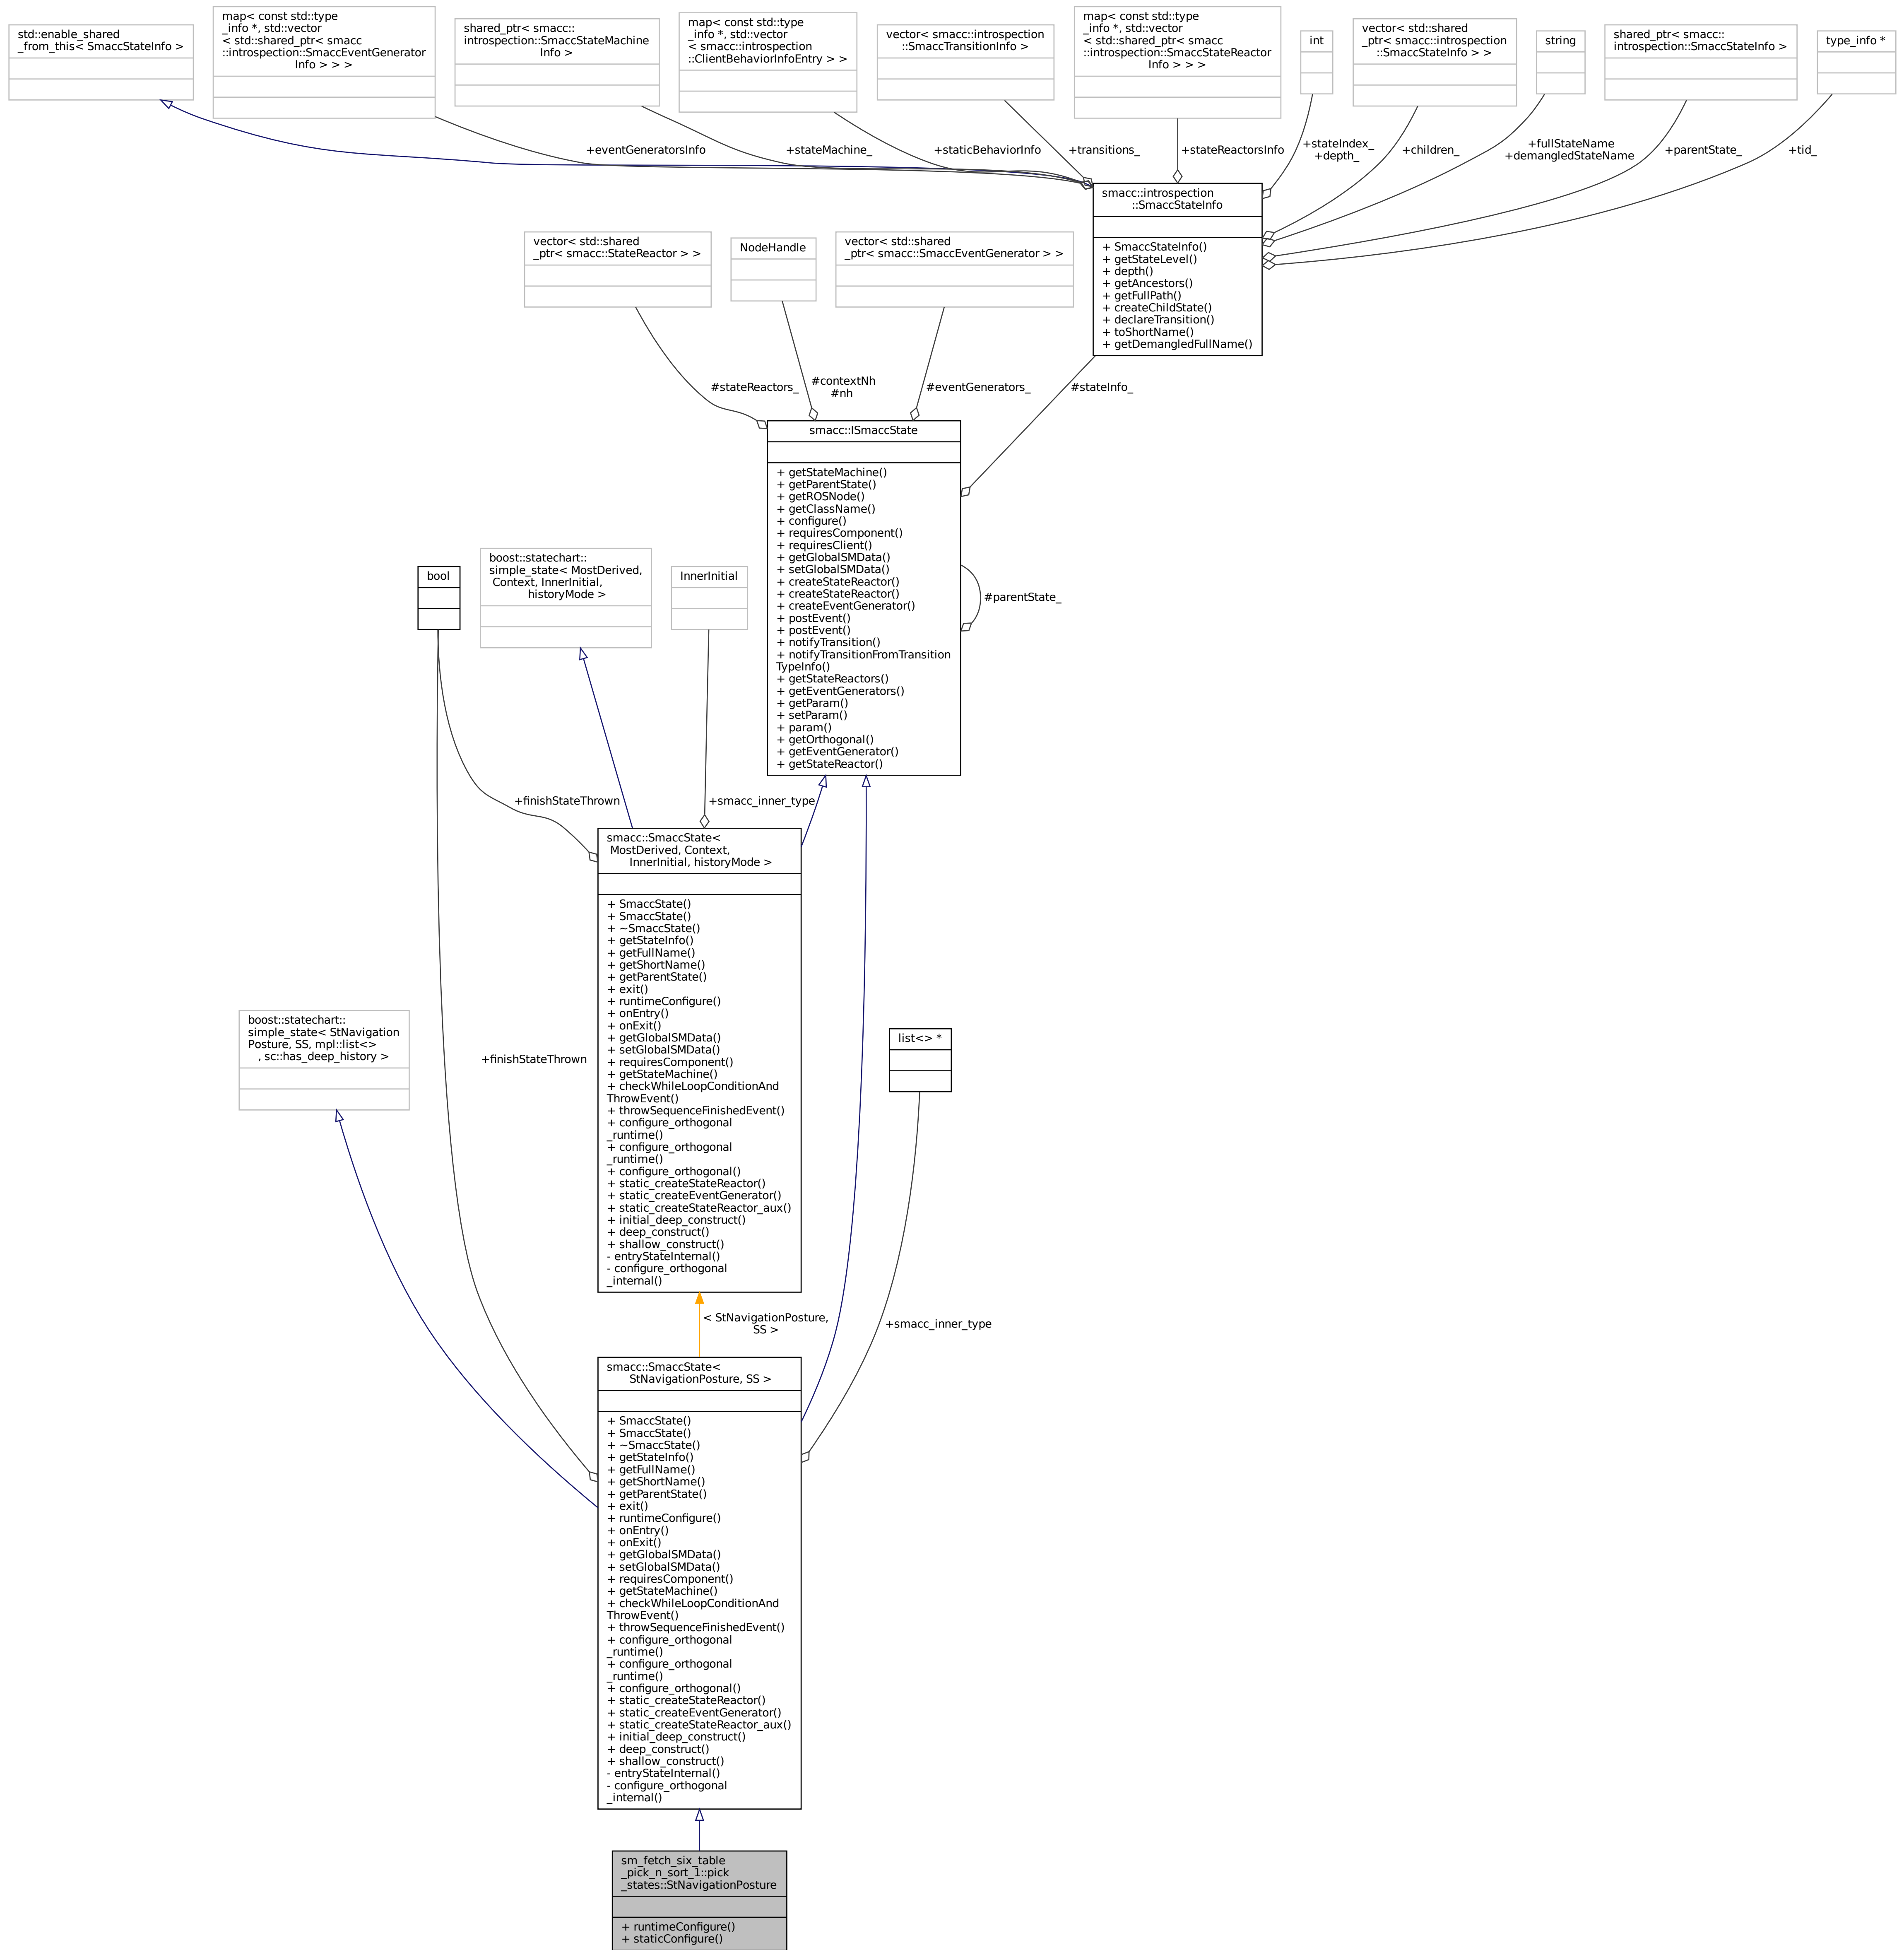 std::enable_shared
_from_this< SmaccStateInfo >
map< const std::type
_info *, std::vector
< std::shared_ptr< smacc
::introspection::SmaccEventGenerator
Info > > >
shared_ptr< smacc::
introspection::SmaccStateMachine
Info >
map< const std::type
_info *, std::vector
< smacc::introspection
::ClientBehaviorInfoEntry > >
vector< smacc::introspection
::SmaccTransitionInfo >
map< const std::type
_info *, std::vector
< std::shared_ptr< smacc
::introspection::SmaccStateReactor
Info > > >
int
vector< std::shared
_ptr< smacc::introspection
::SmaccStateInfo > >
string
shared_ptr< smacc::
introspection::SmaccStateInfo >
type_info *
+eventGeneratorsInfo
+stateMachine_
+staticBehaviorInfo
+transitions_
+stateReactorsInfo
+stateIndex_
+depth_
+children_
+fullStateName
+demangledStateName
+parentState_
+tid_
smacc::introspection
::SmaccStateInfo
+ SmaccStateInfo()
+ getStateLevel()
+ depth()
+ getAncestors()
+ getFullPath()
+ createChildState()
+ declareTransition()
+ toShortName()
+ getDemangledFullName()
vector< std::shared
_ptr< smacc::StateReactor > >
NodeHandle
vector< std::shared
_ptr< smacc::SmaccEventGenerator > >
#stateReactors_
#contextNh
#nh
#eventGenerators_
#stateInfo_
smacc::ISmaccState
+ getStateMachine()
+ getParentState()
+ getROSNode()
+ getClassName()
+ configure()
+ requiresComponent()
+ requiresClient()
+ getGlobalSMData()
+ setGlobalSMData()
+ createStateReactor()
+ createStateReactor()
+ createEventGenerator()
+ postEvent()
+ postEvent()
+ notifyTransition()
+ notifyTransitionFromTransition
TypeInfo()
+ getStateReactors()
+ getEventGenerators()
+ getParam()
+ setParam()
+ param()
+ getOrthogonal()
+ getEventGenerator()
+ getStateReactor()
#parentState_
bool
boost::statechart::
simple_state< MostDerived,
Context, InnerInitial,
historyMode >
InnerInitial
+finishStateThrown
+smacc_inner_type
smacc::SmaccState<
MostDerived, Context,
InnerInitial, historyMode >
+ SmaccState()
+ SmaccState()
+ ~SmaccState()
+ getStateInfo()
+ getFullName()
+ getShortName()
+ getParentState()
+ exit()
+ runtimeConfigure()
+ onEntry()
+ onExit()
+ getGlobalSMData()
+ setGlobalSMData()
+ requiresComponent()
+ getStateMachine()
+ checkWhileLoopConditionAnd
ThrowEvent()
+ throwSequenceFinishedEvent()
+ configure_orthogonal
_runtime()
+ configure_orthogonal
_runtime()
+ configure_orthogonal()
+ static_createStateReactor()
+ static_createEventGenerator()
+ static_createStateReactor_aux()
+ initial_deep_construct()
+ deep_construct()
+ shallow_construct()
- entryStateInternal()
- configure_orthogonal
_internal()
boost::statechart::
simple_state< StNavigation
Posture, SS, mpl::list<>
, sc::has_deep_history >
+finishStateThrown
list<> *
< StNavigationPosture,
SS >
+smacc_inner_type
smacc::SmaccState<
StNavigationPosture, SS >
+ SmaccState()
+ SmaccState()
+ ~SmaccState()
+ getStateInfo()
+ getFullName()
+ getShortName()
+ getParentState()
+ exit()
+ runtimeConfigure()
+ onEntry()
+ onExit()
+ getGlobalSMData()
+ setGlobalSMData()
+ requiresComponent()
+ getStateMachine()
+ checkWhileLoopConditionAnd
ThrowEvent()
+ throwSequenceFinishedEvent()
+ configure_orthogonal
_runtime()
+ configure_orthogonal
_runtime()
+ configure_orthogonal()
+ static_createStateReactor()
+ static_createEventGenerator()
+ static_createStateReactor_aux()
+ initial_deep_construct()
+ deep_construct()
+ shallow_construct()
- entryStateInternal()
- configure_orthogonal
_internal()
sm_fetch_six_table
_pick_n_sort_1::pick
_states::StNavigationPosture
+ runtimeConfigure()
+ staticConfigure()